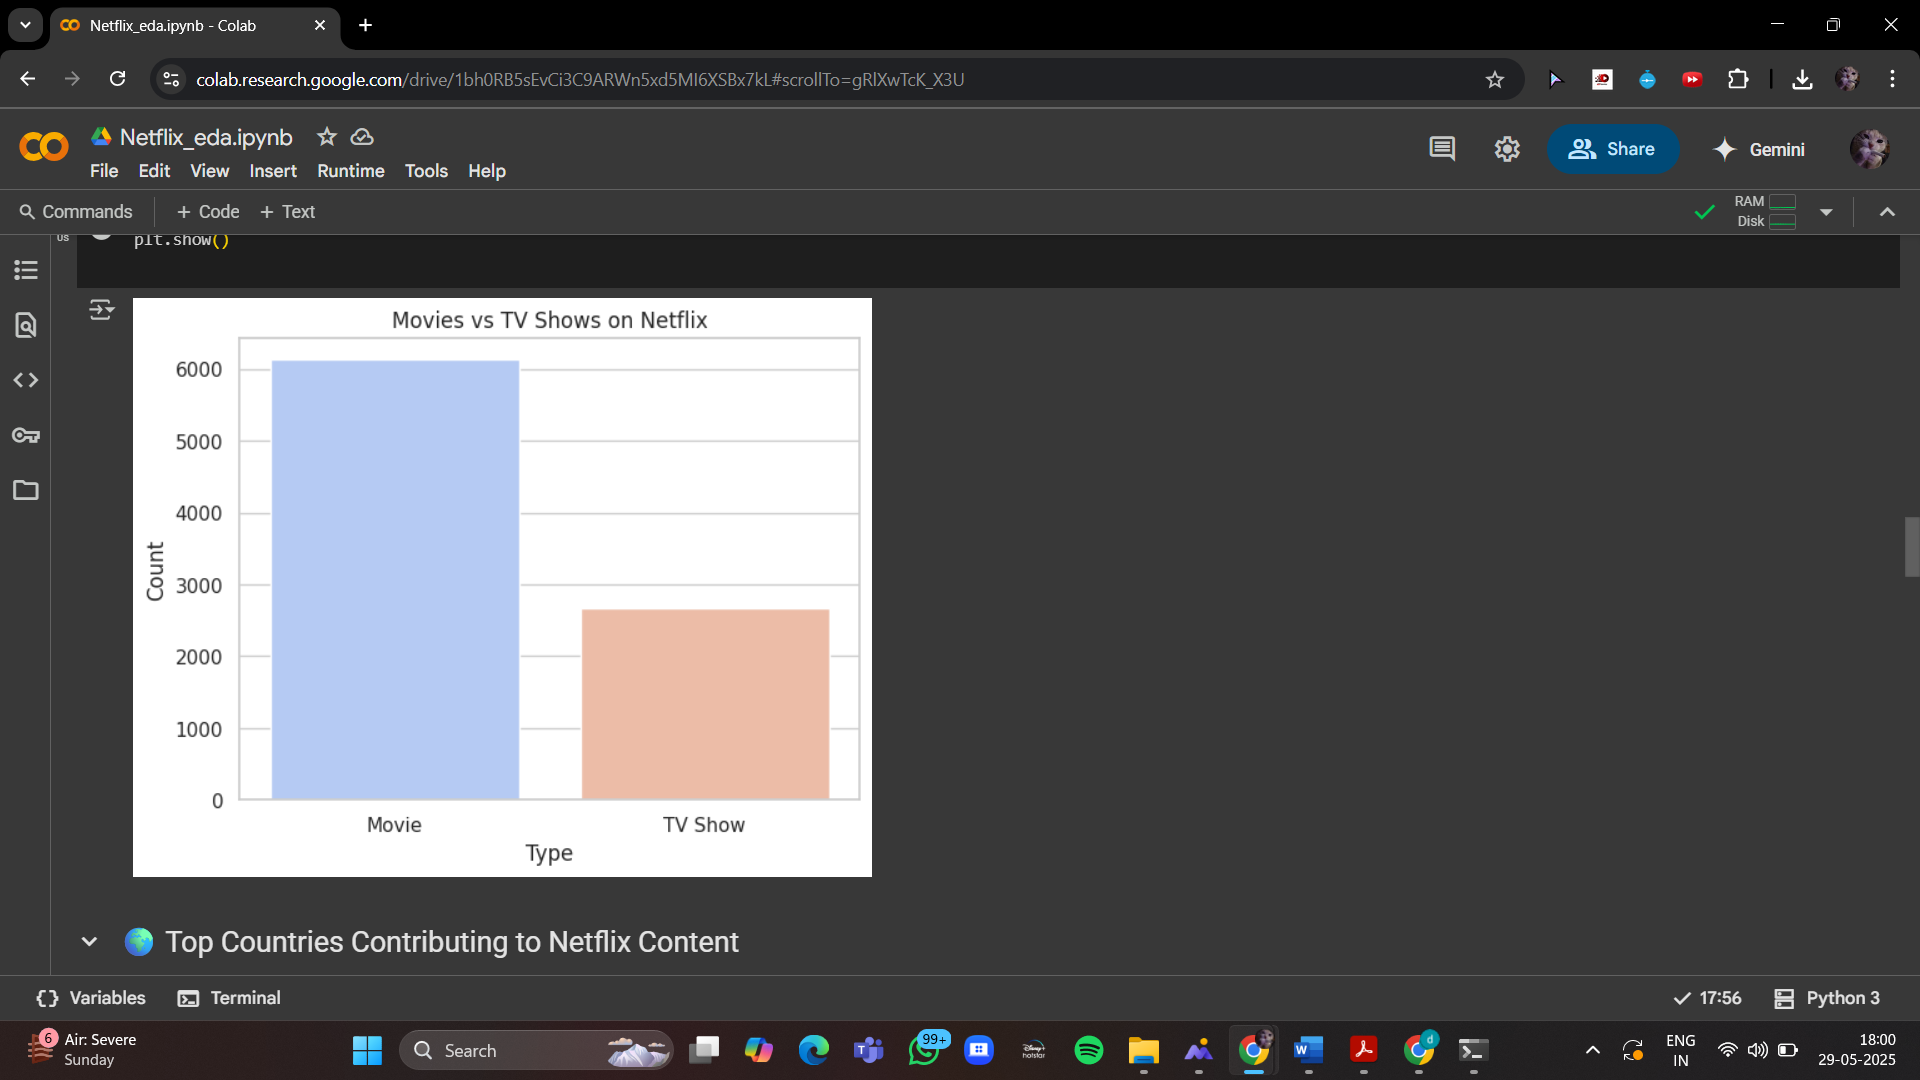 Netflix_eda.ipynb - Colab
colab.research.google.com/drive/1bh0RB5sEvCi3C9ARWn5xd5MI6XSBx7kL#scrollTo=gRlXwTcK_X3U
Netflix_eda.ipynb
File Edit View Insert Runtime Tools Help
Share
Gemini
Commands + Code + Text
RAM
Disk
0s
plt.show()
Movies vs TV Shows on Netflix
6000
5000
4000
3000
2000
1000
0
Count
Movie TV Show
Type
Top Countries Contributing to Netflix Content
Variables Terminal
17:56 Python 3
6
Air: Severe
Sunday
Search
99+
Disney+
hotstar
d
ENG
IN
18:00
29-05-2025